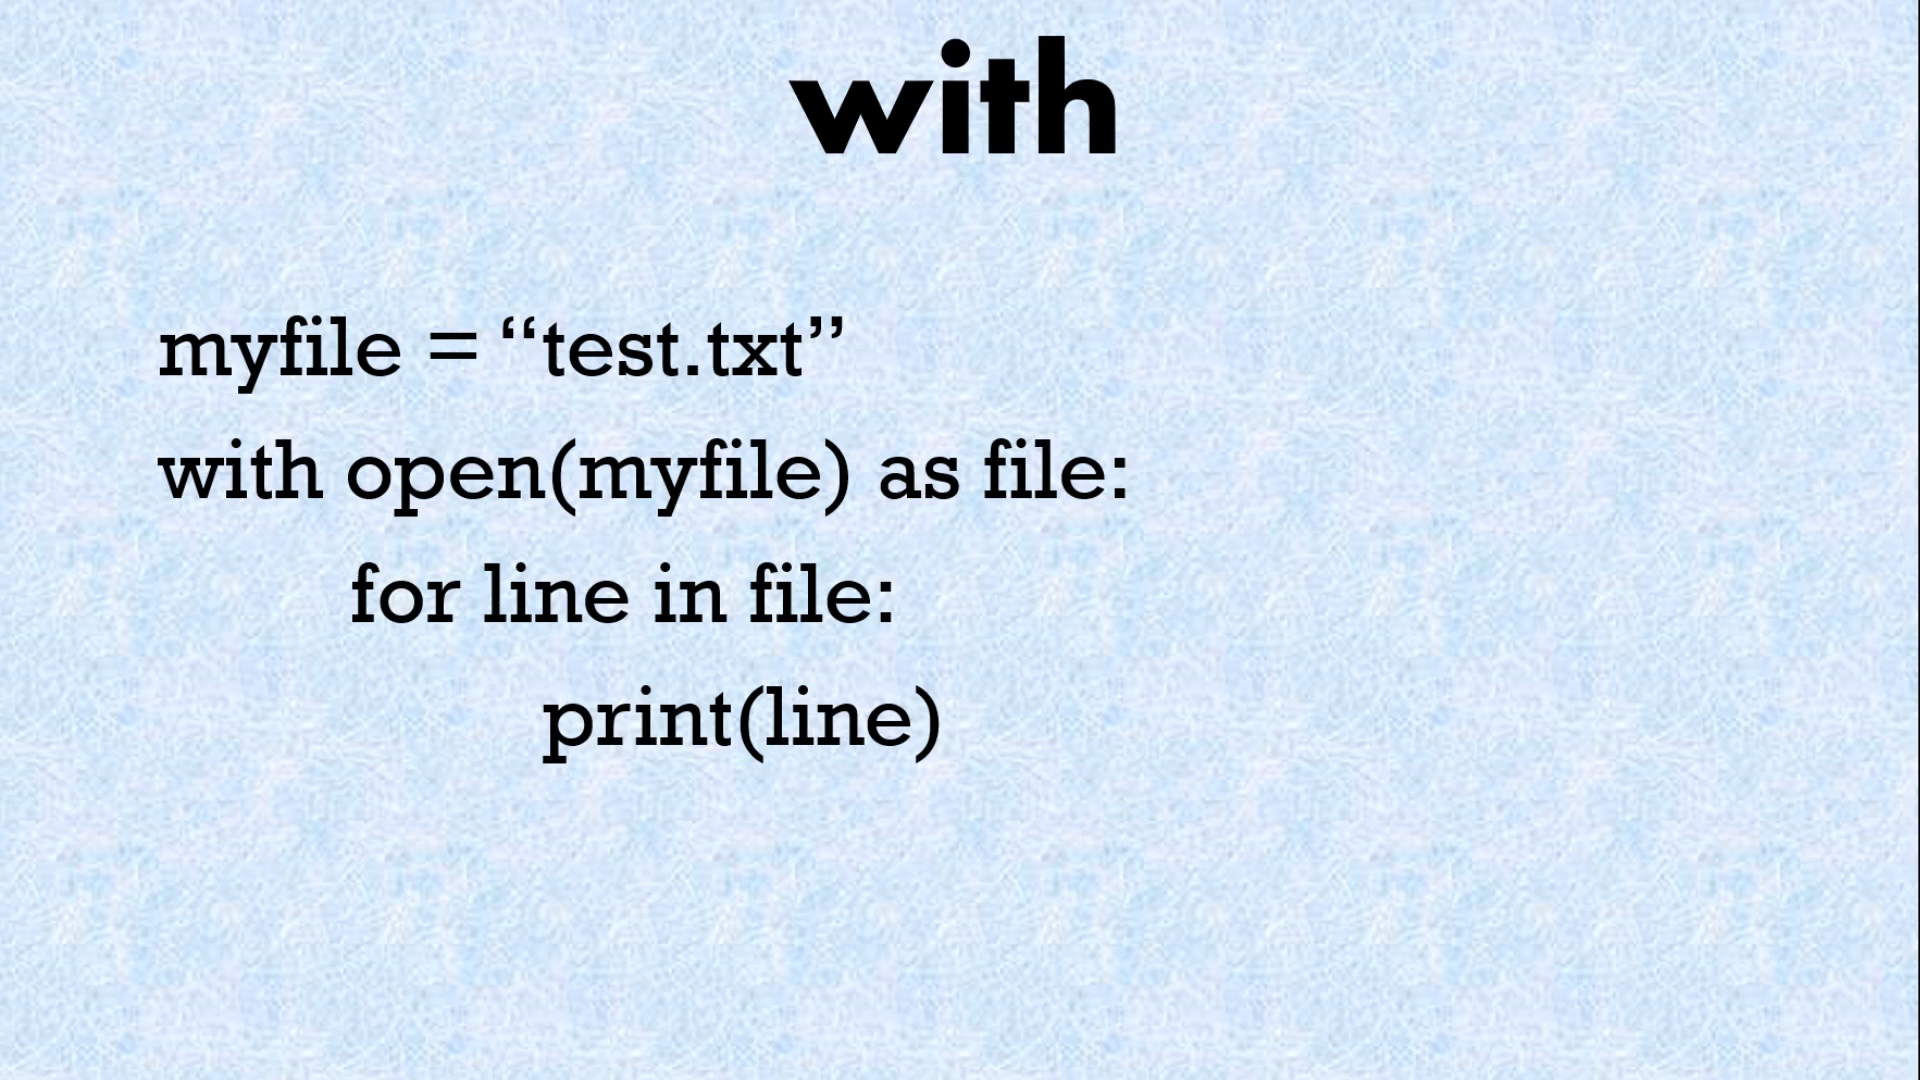 with
myfile = “test.txt”
with open(myfile) as file:
for line in file:
print(line)